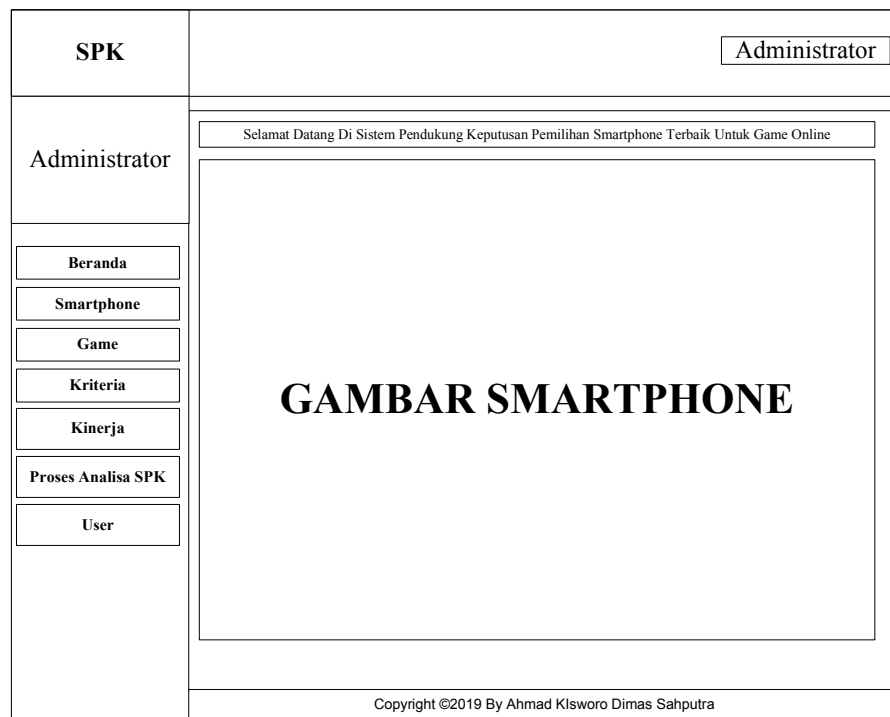 SPK
Administrator
Administrator
Selamat Datang Di Sistem Pendukung Keputusan Pemilihan Smartphone Terbaik Untuk Game Online
Beranda
Smartphone
Game
Kriteria
Kinerja
Proses Analisa SPK
User
GAMBAR SMARTPHONE
Copyright ©2019 By Ahmad KIsworo Dimas Sahputra